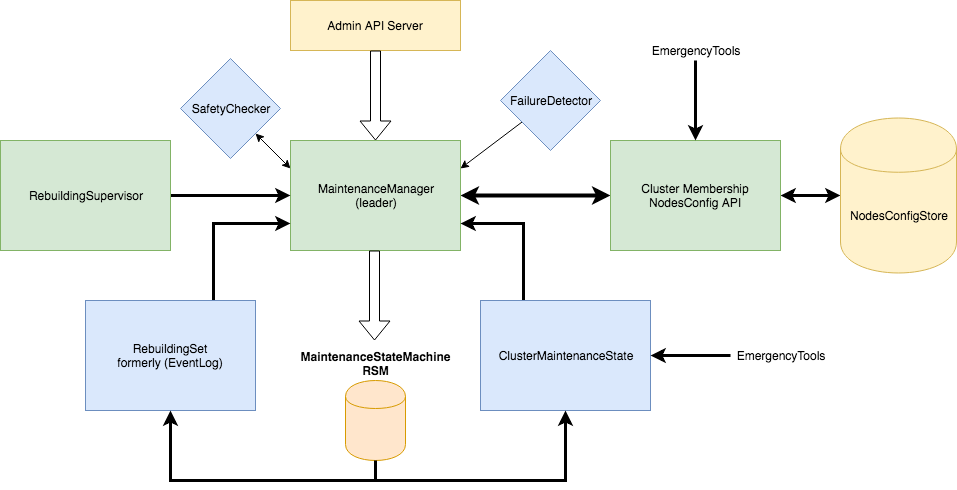 Admin API Server
EmergencyTools
SafetyChecker
FailureDetector
RebuildingSupervisor
MaintenanceManager
(leader)
Cluster Membership
NodesConfig API
NodesConfigStore
RebuildingSet
formerly (EventLog)
MaintenanceStateMachine
RSM
ClusterMaintenanceState
EmergencyTools